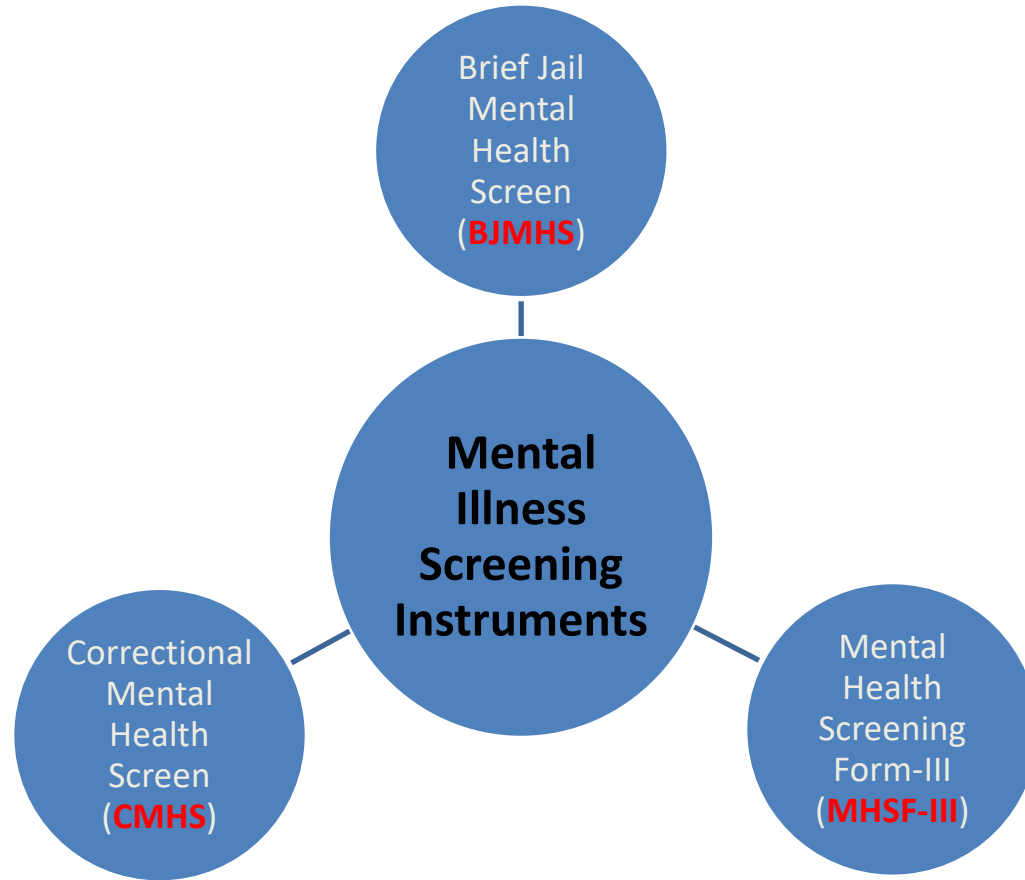 Brief Jail
Mental
Health
Screen
(BJMHS)
Mental
Illness
Screening
Instruments
Correctional
Mental
Health
Screen
(CMHS)
Mental
Health
Screening
Form-III
(MHSF-III)